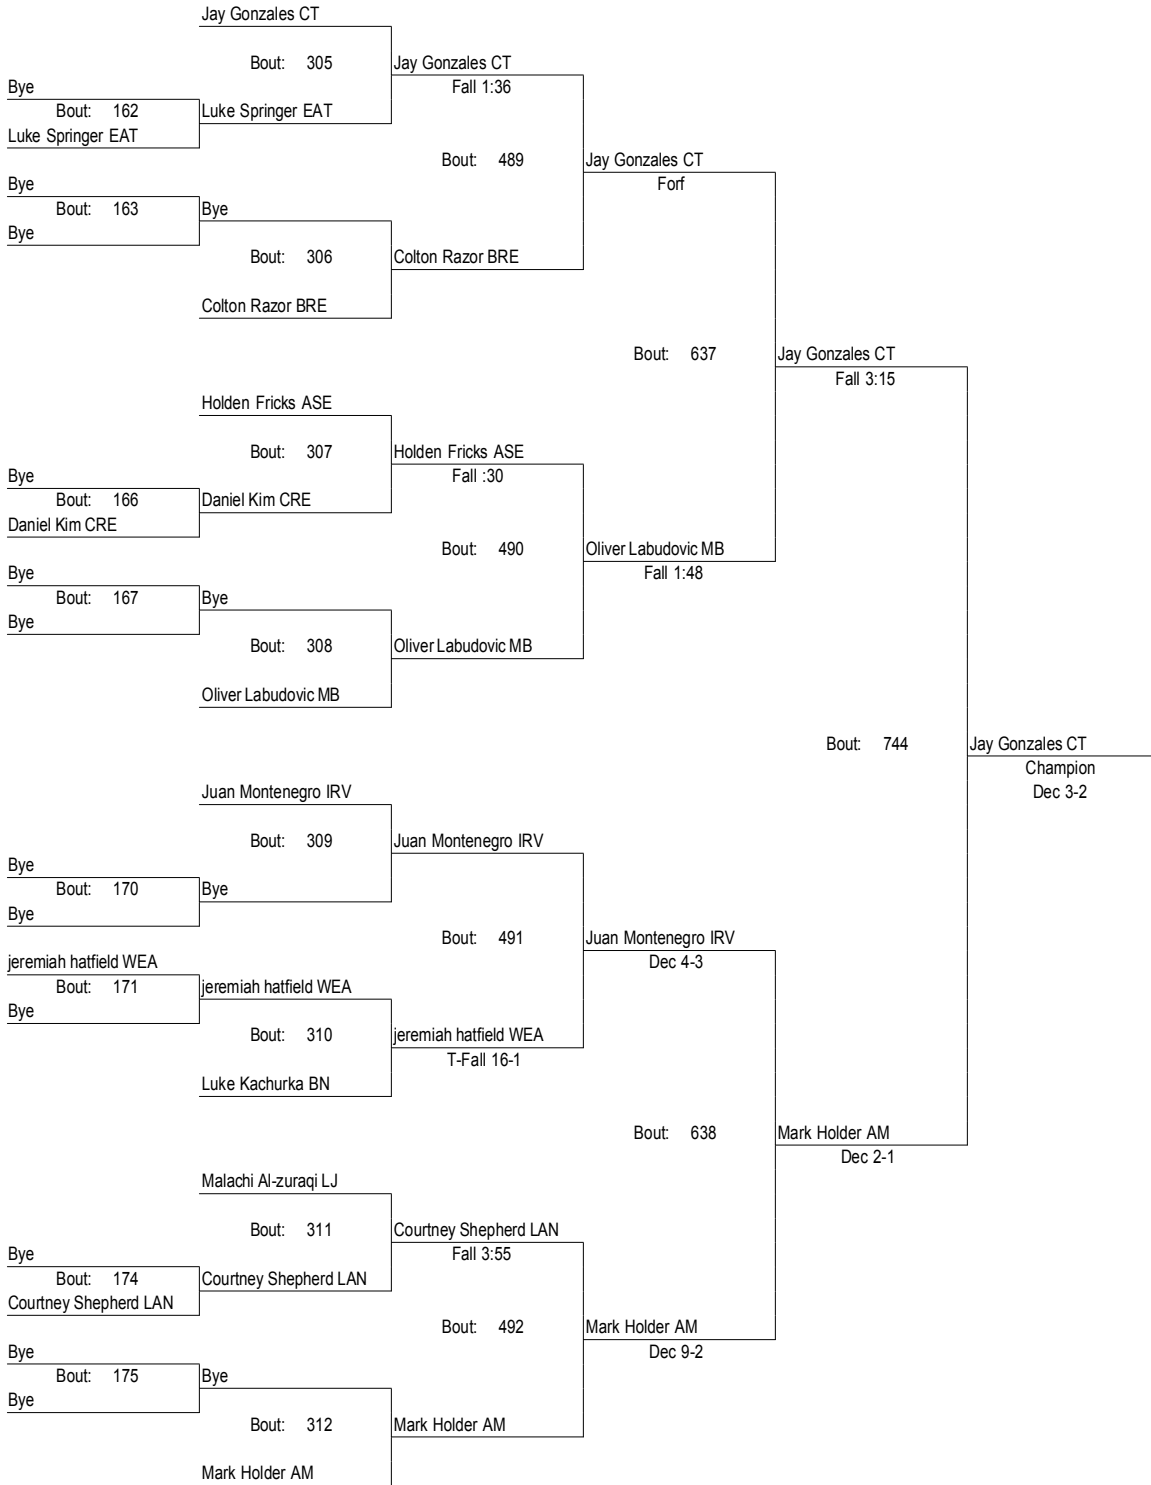 Jay Gonzales CT
Bout: 305
Jay Gonzales CT
Fall 1:36
Bye
Bout: 162
Luke Springer EAT
Luke Springer EAT
Bout: 489
Jay Gonzales CT
Forf
Bye
Bout: 163
Bye
Bye
Bout: 306
Colton Razor BRE
Colton Razor BRE
Bout: 637
Jay Gonzales CT
Fall 3:15
Holden Fricks ASE
Bout: 307
Holden Fricks ASE
Fall :30
Bye
Bout: 166
Daniel Kim CRE
Daniel Kim CRE
Bout: 490
Oliver Labudovic MB
Fall 1:48
Bye
Bout: 167
Bye
Bye
Bout: 308
Oliver Labudovic MB
Oliver Labudovic MB
Bout: 744
Jay Gonzales CT
Champion
Dec 3-2
Juan Montenegro IRV
Bout: 309
Juan Montenegro IRV
Bye
Bout: 170
Bye
Bye
Bout: 491
Juan Montenegro IRV
Dec 4-3
jeremiah hatfield WEA
Bout: 171
jeremiah hatfield WEA
Bye
Bout: 310
jeremiah hatfield WEA
T-Fall 16-1
Luke Kachurka BN
Bout: 638
Mark Holder AM
Dec 2-1
Malachi Al-zuraqi LJ
Bout: 311
Courtney Shepherd LAN
Fall 3:55
Bye
Bout: 174
Courtney Shepherd LAN
Courtney Shepherd LAN
Bout: 492
Mark Holder AM
Dec 9-2
Bye
Bout: 175
Bye
Bye
Bout: 312
Mark Holder AM
Mark Holder AM